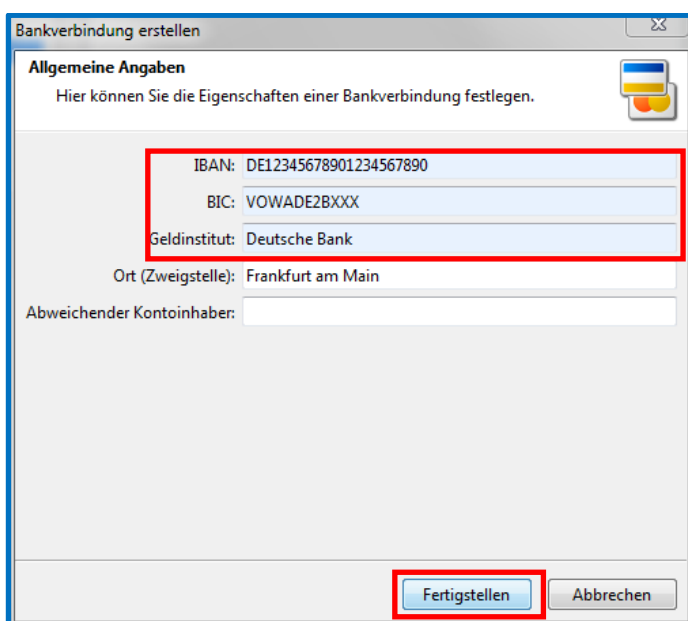 Bankverbindung erstellen
Allgemeine Angaben
Hier können Sie die Eigenschaften einer Bankverbindung festlegen.
IBAN: DE12345678901234567890
BIC: VOWADE2BXXX
Geldinstitut: Deutsche Bank
Ort (Zweigstelle): Frankfurt am Main
Abweichender Kontoinhaber:
Fertigstellen Abbrechen